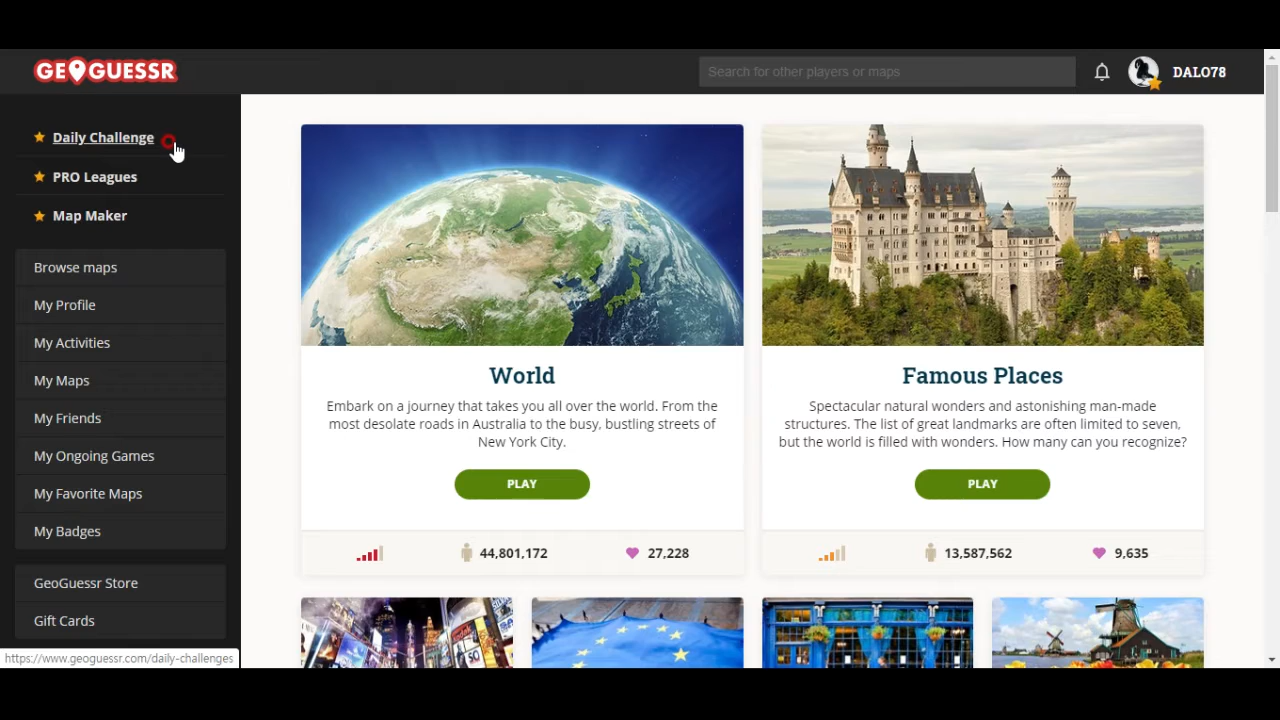 GEOGUESSR
Search for other players or maps
DALO78
Daily Challenge
PRO Leagues
Map Maker
Browse maps
My Profile
My Activities
My Maps
My Friends
My Ongoing Games
My Favorite Maps
My Badges
GeoGuessr Store
Gift Cards
https://www.geoguessr.com/daily-challenges
World
Embark on a journey that takes you all over the world. From the
most desolate roads in Australia to the busy, bustling streets of
New York City.
PLAY
44,801,172
27,228
Famous Places
Spectacular natural wonders and astonishing man-made
structures. The list of great landmarks are often limited to seven,
but the world is filled with wonders. How many can you recognize?
PLAY
13,587,562
9,635